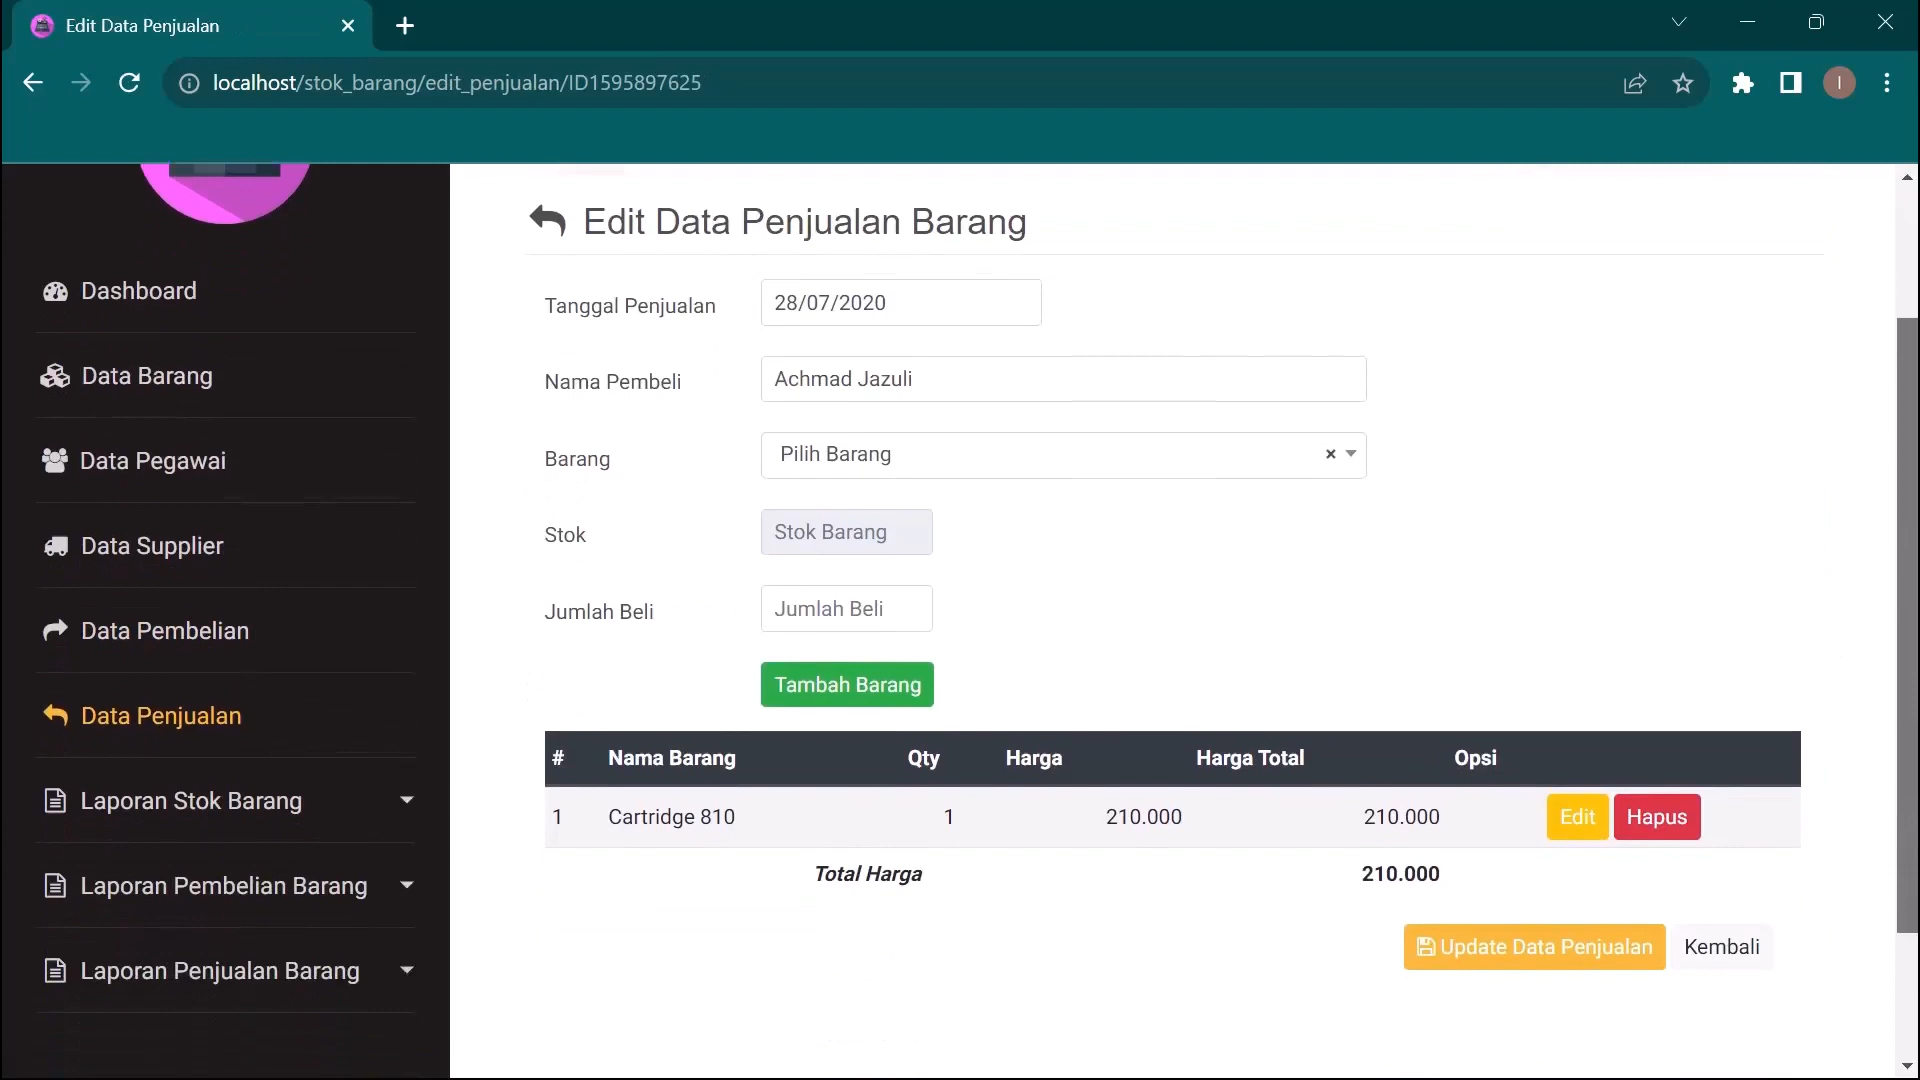 Edit Data Penjualan
localhost/stok_barang/edit_penjualan/ID1595897625
I
Dashboard
Data Barang
Data Pegawai
Data Supplier
Data Pembelian
Data Penjualan
Laporan Stok Barang
Laporan Pembelian Barang
Laporan Penjualan Barang
Edit Data Penjualan Barang
Tanggal Penjualan 28/07/2020
Nama Pembeli Achmad Jazuli
Barang Pilih Barang ×
Stok Stok Barang
Jumlah Beli Jumlah Beli
Tambah Barang
# Nama Barang Qty Harga Harga Total Opsi
1 Cartridge 810 1 210.000 210.000 Edit Hapus
Total Harga 210.000
Update Data Penjualan Kembali